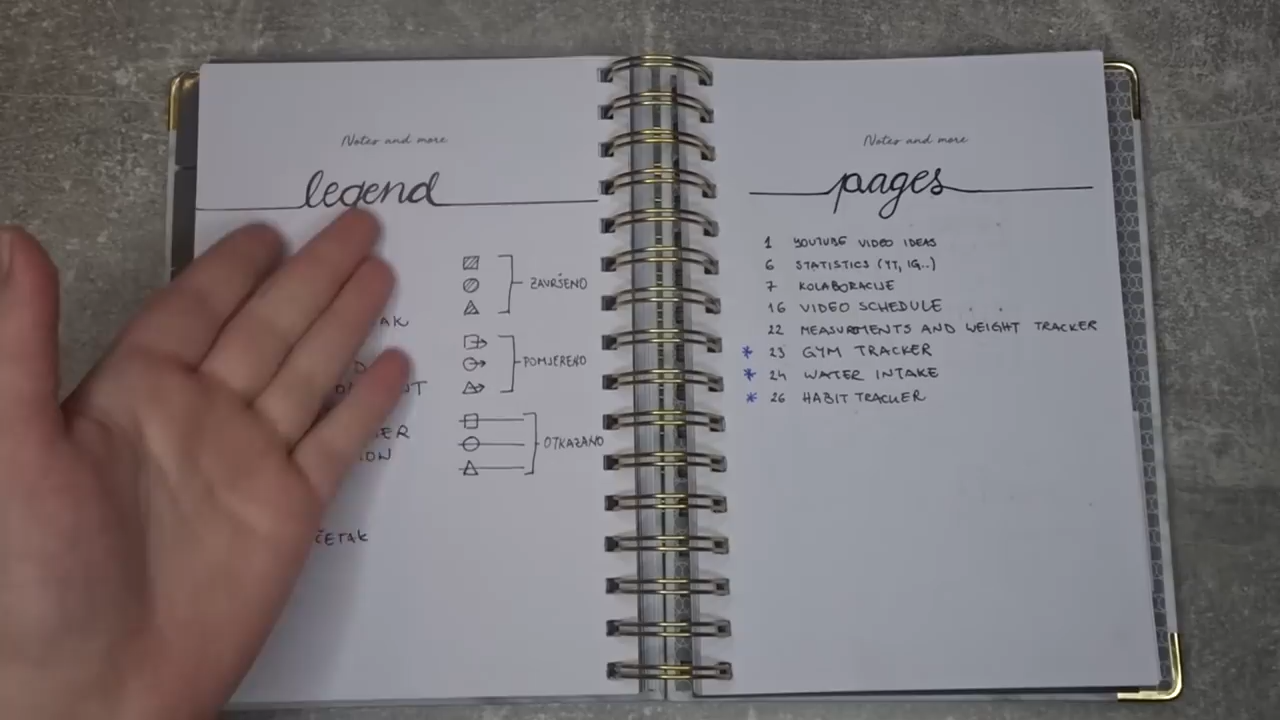 Notes and more
legend
ZAVRŠENO
POMJERENO
OTKAZANO
Notes and more
pages
1 YOUTUBE VIDEO IDEAS
6 STATISTICS (YT, IG..)
7 KOLABORACIJE
16 VIDEO SCHEDULE
22 MEASURMENTS AND WEIGHT TRACKER
* 23 GYM TRACKER
* 24 WATER INTAKE
* 26 HABIT TRACKER